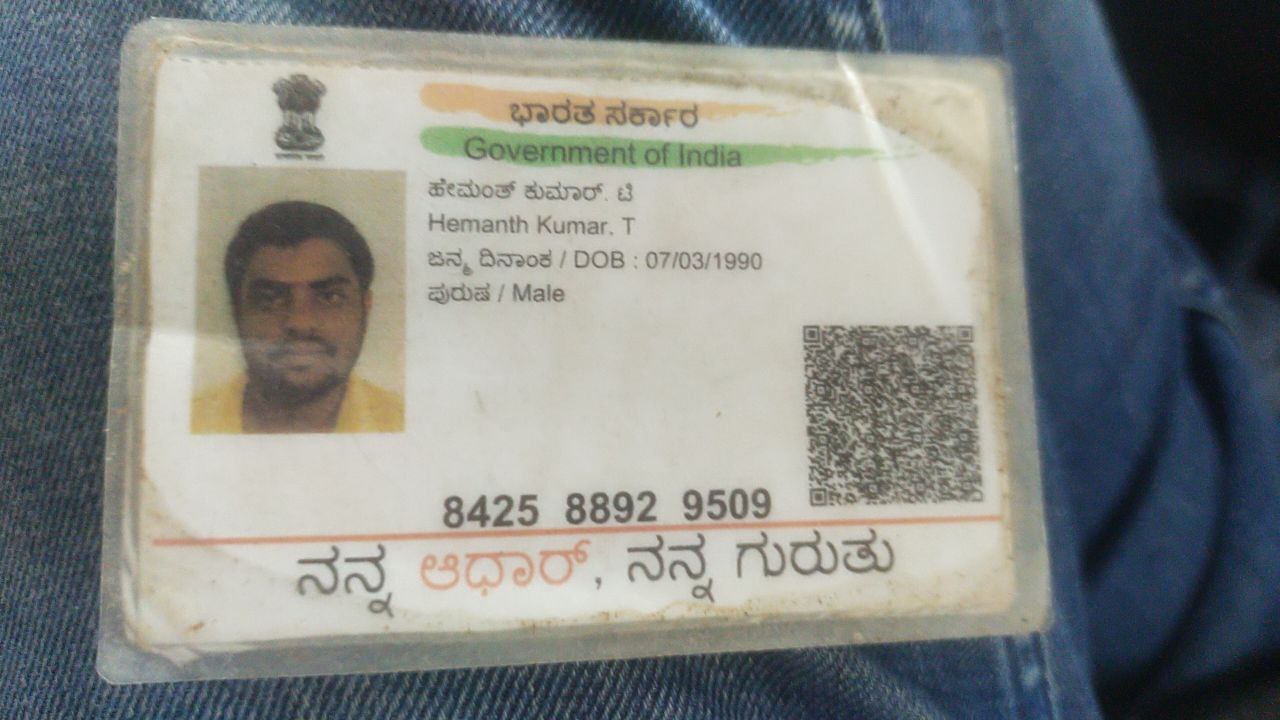 ಭಾರತ ಸರ್ಕಾರ
Government of India
ಹೇಮಂತ್ ಕುಮಾರ್. ಟಿ
Hemanth Kumar. T
ಜನ್ಮ ದಿನಾಂಕ / DOB : 07/03/1990
ಪುರುಷ / Male
8425 8892 9509
ನನ್ನ ಆಧಾರ್, ನನ್ನ ಗುರುತು